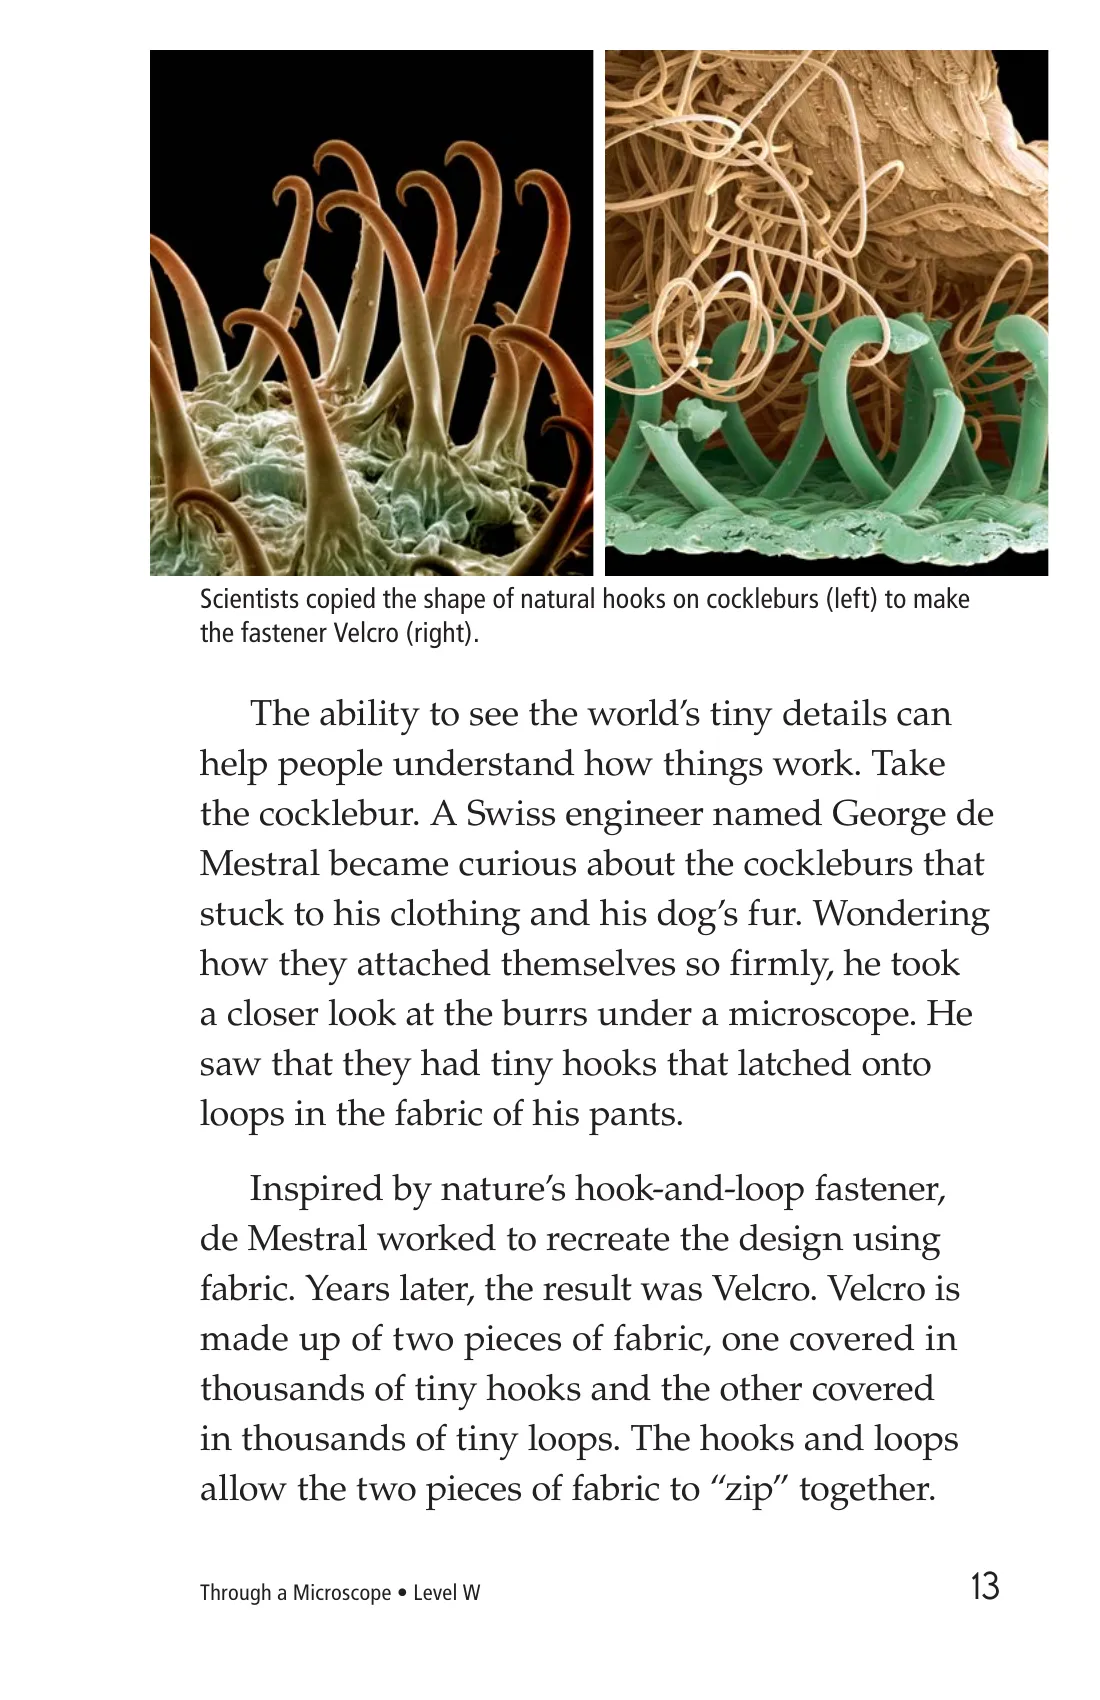 Scientists copied the shape of natural hooks on cockleburs (left) to make
the fastener Velcro (right).
The ability to see the world’s tiny details can
help people understand how things work. Take
the cocklebur. A Swiss engineer named George de
Mestral became curious about the cockleburs that
stuck to his clothing and his dog’s fur. Wondering
how they attached themselves so firmly, he took
a closer look at the burrs under a microscope. He
saw that they had tiny hooks that latched onto
loops in the fabric of his pants.
Inspired by nature’s hook-and-loop fastener,
de Mestral worked to recreate the design using
fabric. Years later, the result was Velcro. Velcro is
made up of two pieces of fabric, one covered in
thousands of tiny hooks and the other covered
in thousands of tiny loops. The hooks and loops
allow the two pieces of fabric to “zip” together.
Through a Microscope • Level W
13